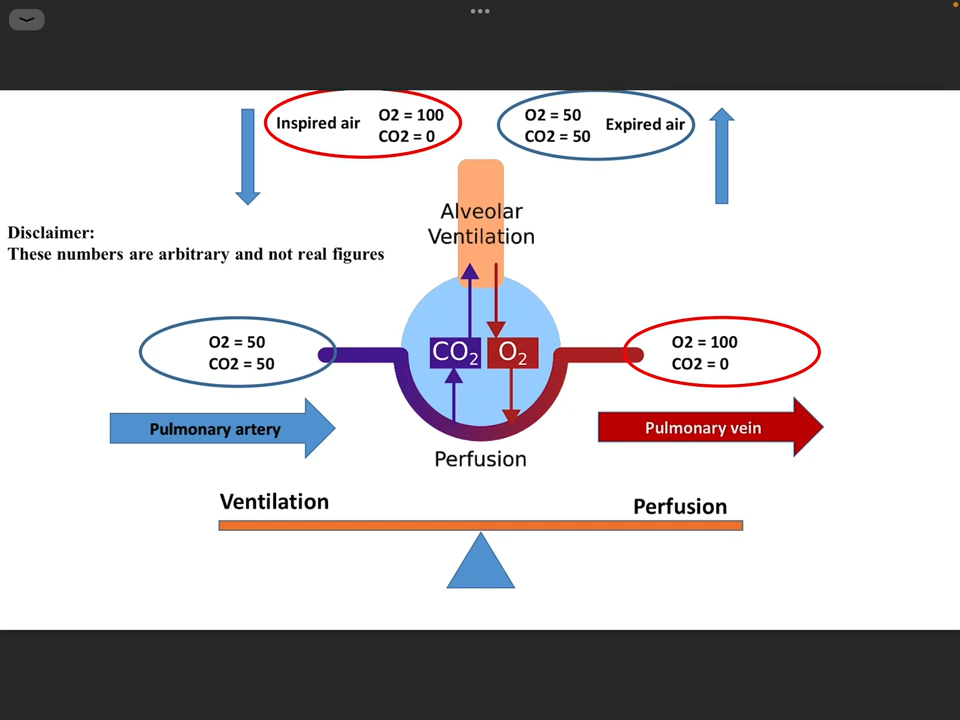 Inspired air
O2 = 100
CO2 = 0
O2 = 50
CO2 = 50
Expired air
Alveolar
Ventilation
Disclaimer:
These numbers are arbitrary and not real figures
O2 = 50
CO2 = 50
CO₂
O₂
O2 = 100
CO2 = 0
Pulmonary artery
Pulmonary vein
Perfusion
Ventilation
Perfusion